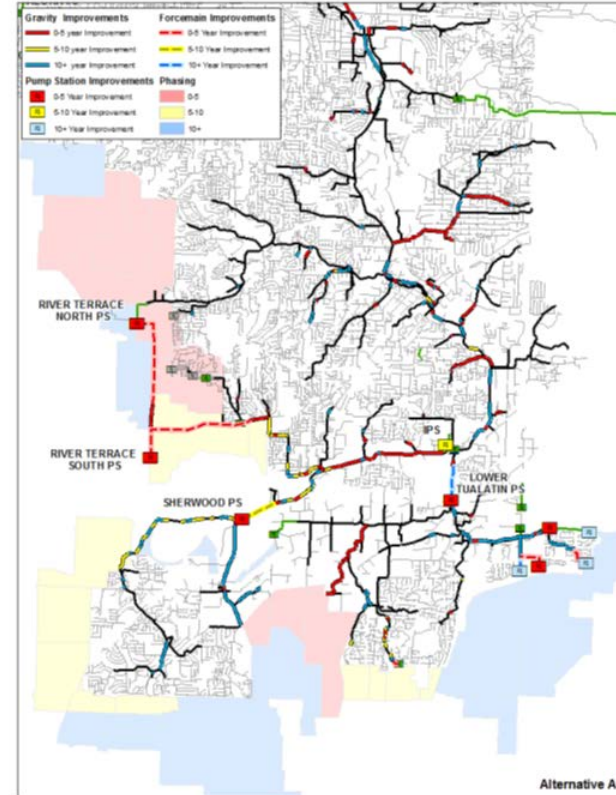 Gravity Improvements
0-5 year Improvement
5-10 year Improvement
10+ year Improvement
Pump Station Improvements
0-5 Year Improvement
5-10 Year Improvement
10+ Year Improvement
Forcemain Improvements
0-5 Year Improvement
5-10 Year Improvement
10+ Year Improvement
Phasing
0-5
5-10
10+
RIVER TERRACE
NORTH PS
RIVER TERRACE
SOUTH PS
IPS
LOWER
TUALATIN PS
SHERWOOD PS
Alternative A